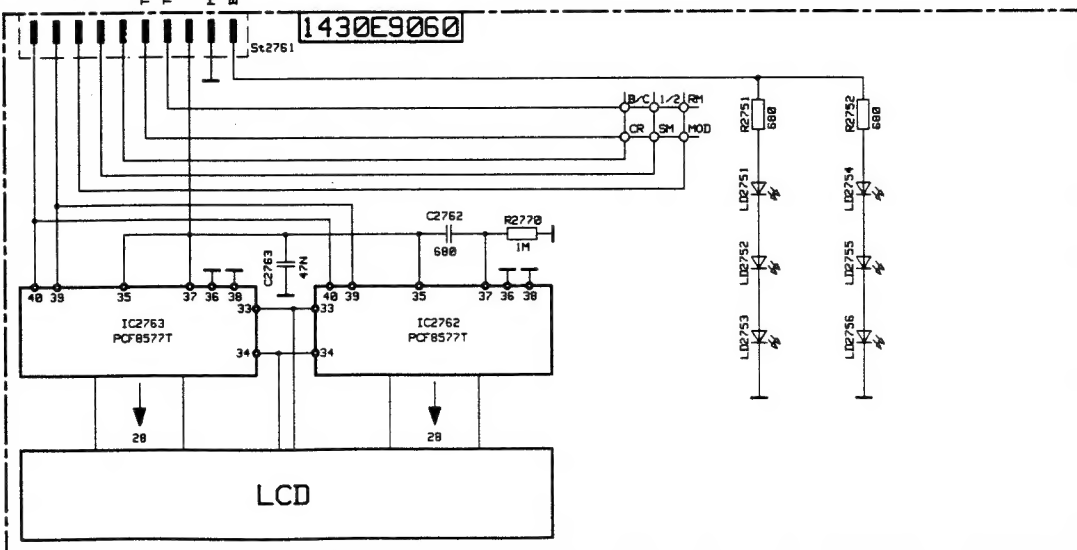 1430E9060
St2761
B/C 1/2 RM
CR SM MOD
R2751
680
R2752
680
LD2751
LD2754
C2762
680
R2770
1M
C2763
47N
LD2752
LD2755
40 39 35 37 36 38
40 39 35 37 36 38
33 33
IC2763
PCF8577T
IC2762
PCF8577T
34 34
LD2753
LD2756
28
28
LCD